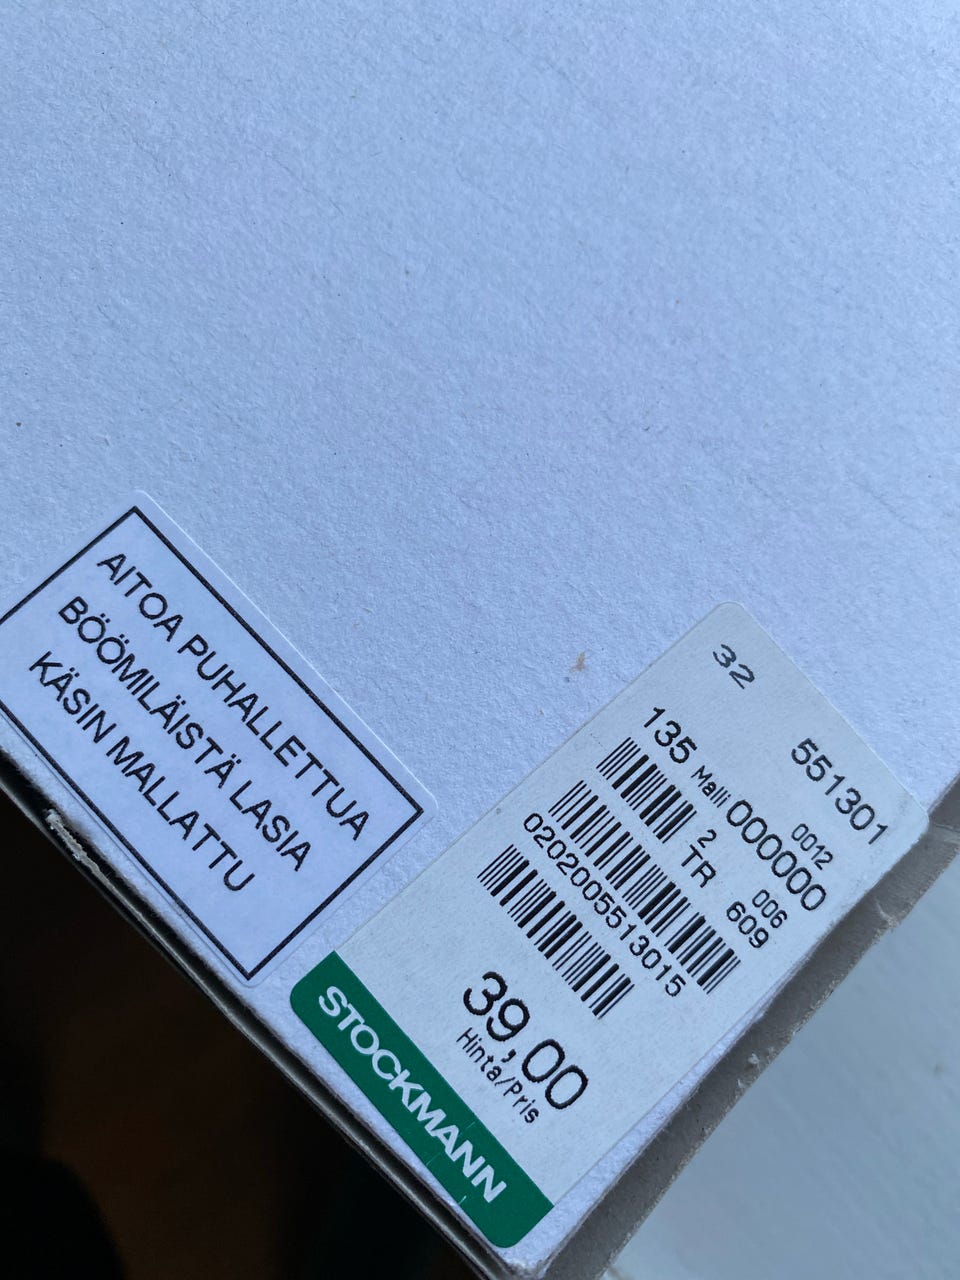 AITOA PUHALLETTUA
BÖÖMILÄISTÄ LASIA
KÄSIN MALLATTU
32
551301
135 Malli 000000 0012
2 TR 609 006
0202005513015
39,00
Hinta/Pris
STOCKMANN